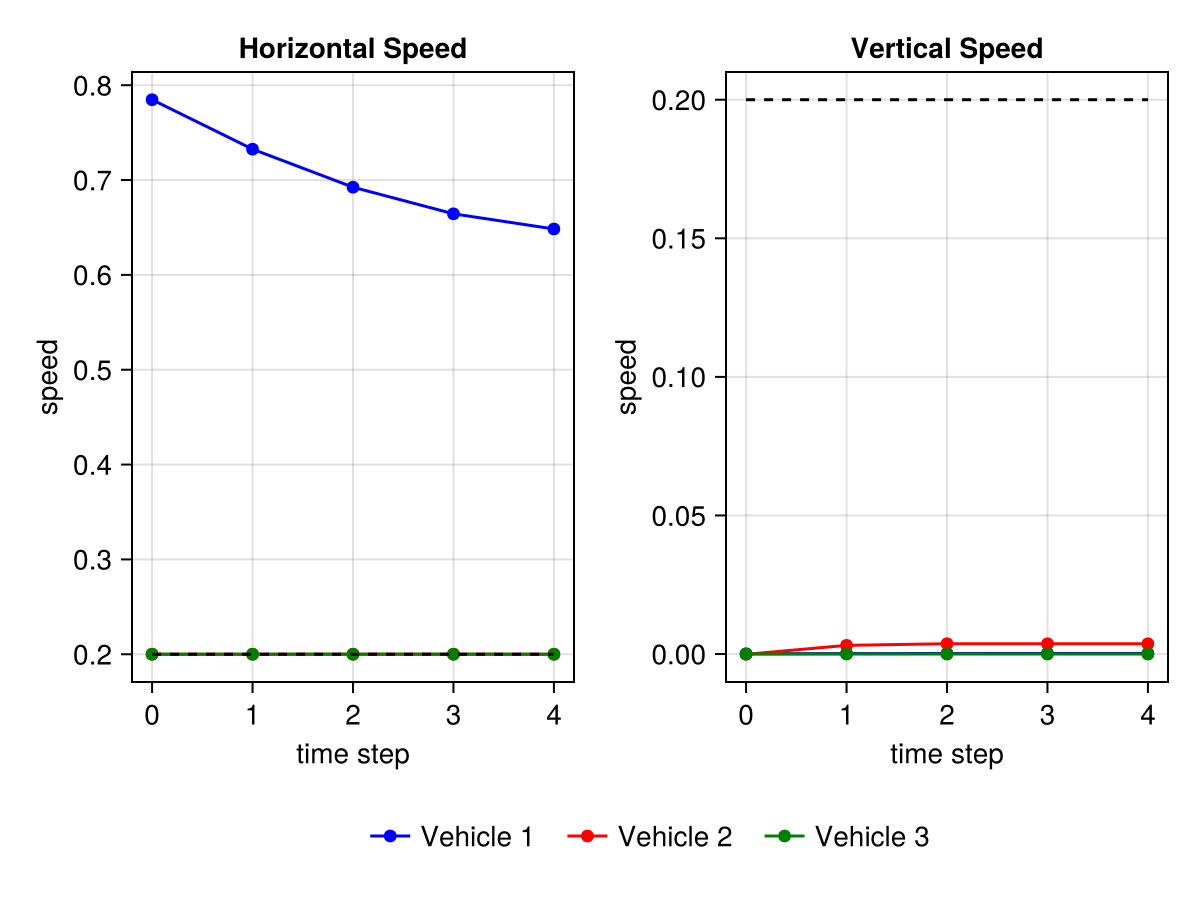 Horizontal Speed
0.8
0.7
0.6
0.5
0.4
0.3
0.2
speed
0 1 2 3 4
time step
Vertical Speed
0.20
0.15
0.10
0.05
0.00
speed
0 1 2 3 4
time step
Vehicle 1 Vehicle 2 Vehicle 3